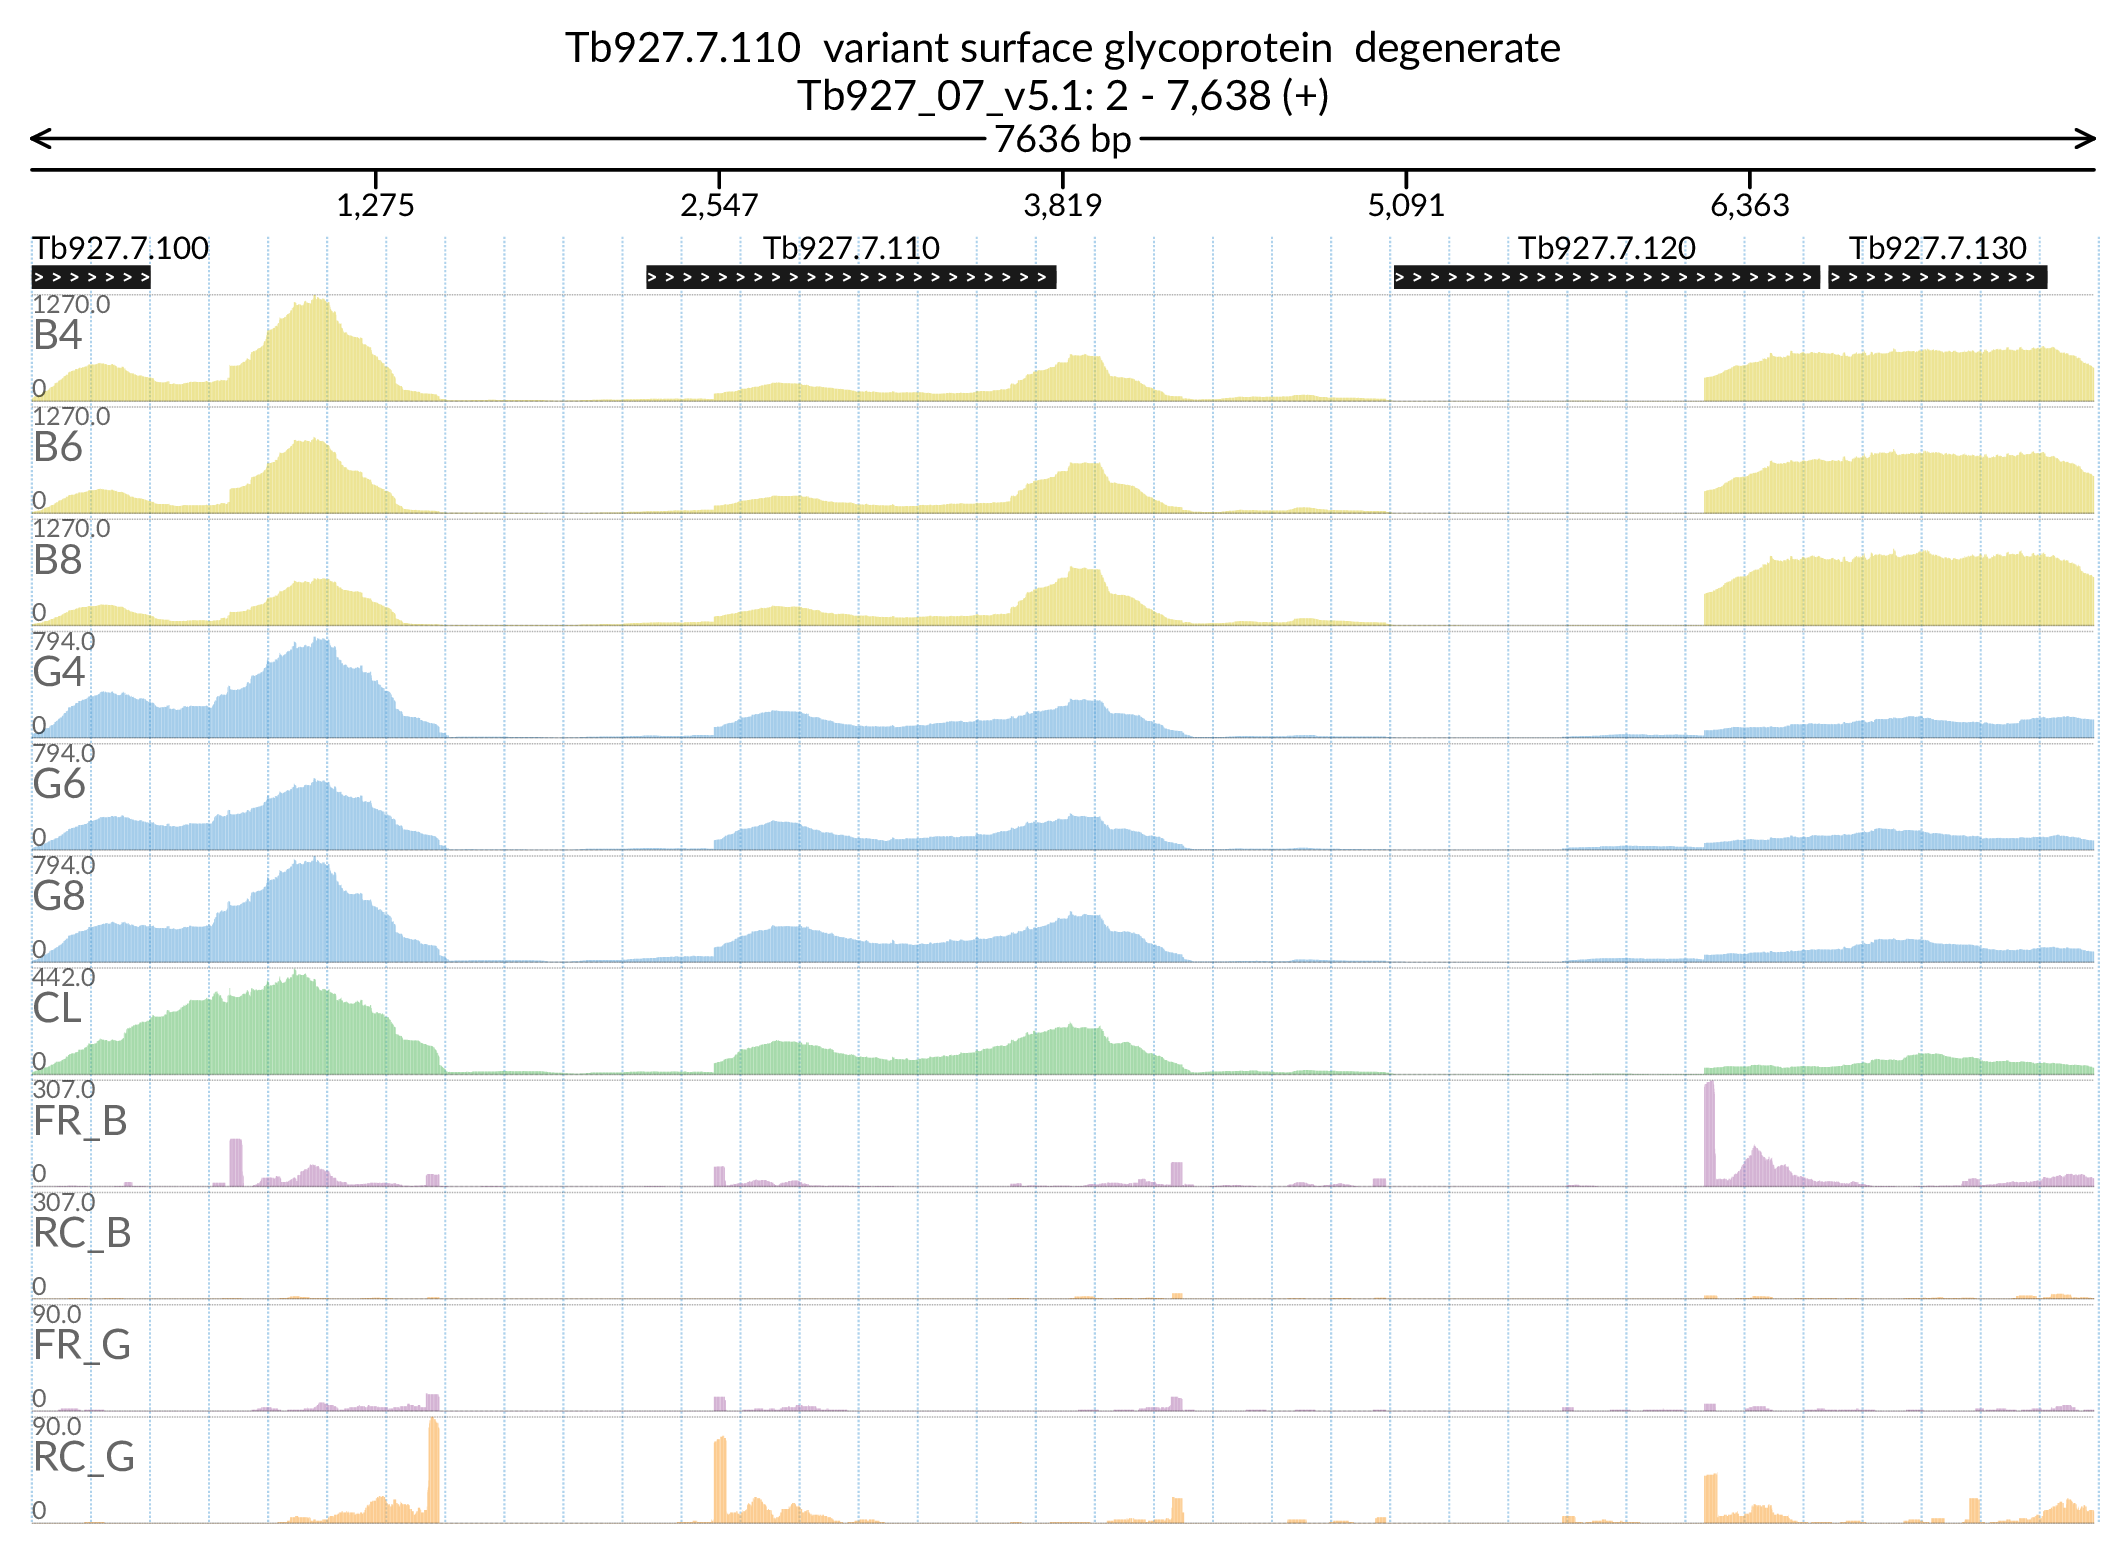 Tb927.7.110  variant surface glycoprotein  degenerate
Tb927_07_v5.1: 2 - 7,638 (+)
7636 bp
1,275 2,547 3,819 5,091 6,363
Tb927.7.100 Tb927.7.110 Tb927.7.120 Tb927.7.130
1270.0
B4
0
1270.0
B6
0
1270.0
B8
0
794.0
G4
0
794.0
G6
0
794.0
G8
0
442.0
CL
0
307.0
FR_B
0
307.0
RC_B
0
90.0
FR_G
0
90.0
RC_G
0